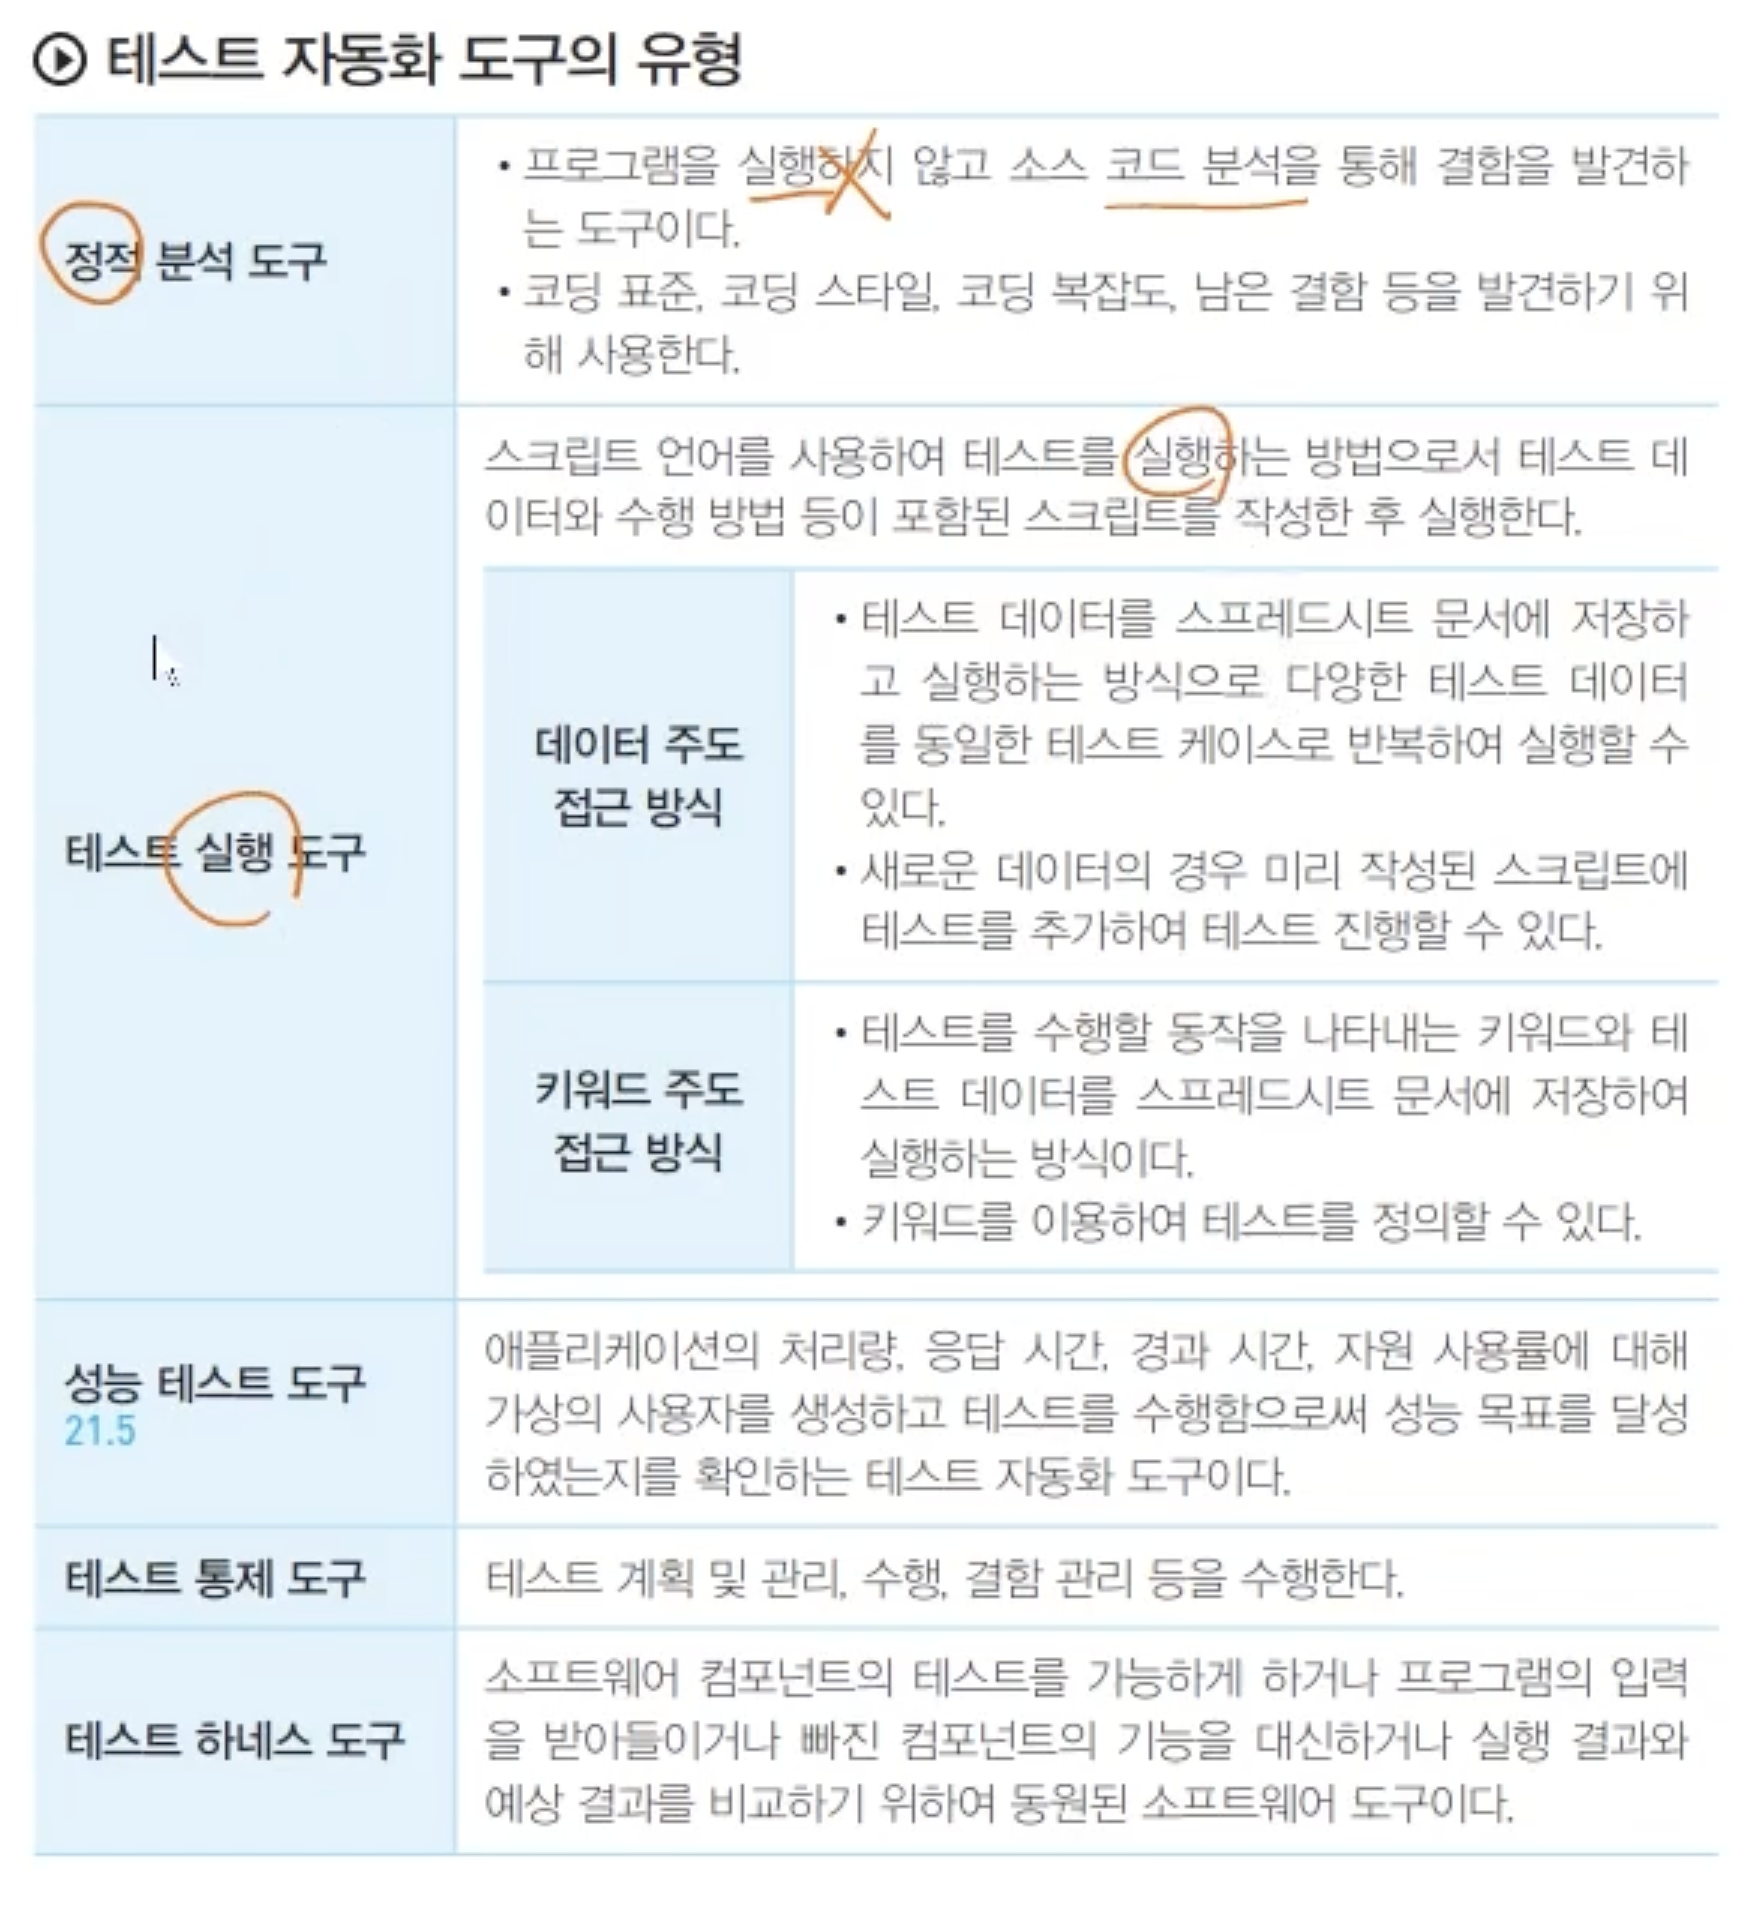 테스트 자동화 도구의 유형
정적 분석 도구
• 프로그램을 실행하지 않고 소스 코드 분석을 통해 결함을 발견하
는 도구이다.
• 코딩 표준, 코딩 스타일, 코딩 복잡도, 남은 결함 등을 발견하기 위
해 사용한다.
테스트 실행 도구
스크립트 언어를 사용하여 테스트를 실행하는 방법으로서 테스트 데
이터와 수행 방법 등이 포함된 스크립트를 작성한 후 실행한다.
데이터 주도
접근 방식
• 테스트 데이터를 스프레드시트 문서에 저장하
고 실행하는 방식으로 다양한 테스트 데이터
를 동일한 테스트 케이스로 반복하여 실행할 수
있다.
• 새로운 데이터의 경우 미리 작성된 스크립트에
테스트를 추가하여 테스트 진행할 수 있다.
키워드 주도
접근 방식
• 테스트를 수행할 동작을 나타내는 키워드와 테
스트 데이터를 스프레드시트 문서에 저장하여
실행하는 방식이다.
• 키워드를 이용하여 테스트를 정의할 수 있다.
성능 테스트 도구
21.5
애플리케이션의 처리량, 응답 시간, 경과 시간, 자원 사용률에 대해
가상의 사용자를 생성하고 테스트를 수행함으로써 성능 목표를 달성
하였는지를 확인하는 테스트 자동화 도구이다.
테스트 통제 도구
테스트 계획 및 관리, 수행, 결함 관리 등을 수행한다.
테스트 하네스 도구
소프트웨어 컴포넌트의 테스트를 가능하게 하거나 프로그램의 입력
을 받아들이거나 빠진 컴포넌트의 기능을 대신하거나 실행 결과와
예상 결과를 비교하기 위하여 동원된 소프트웨어 도구이다.